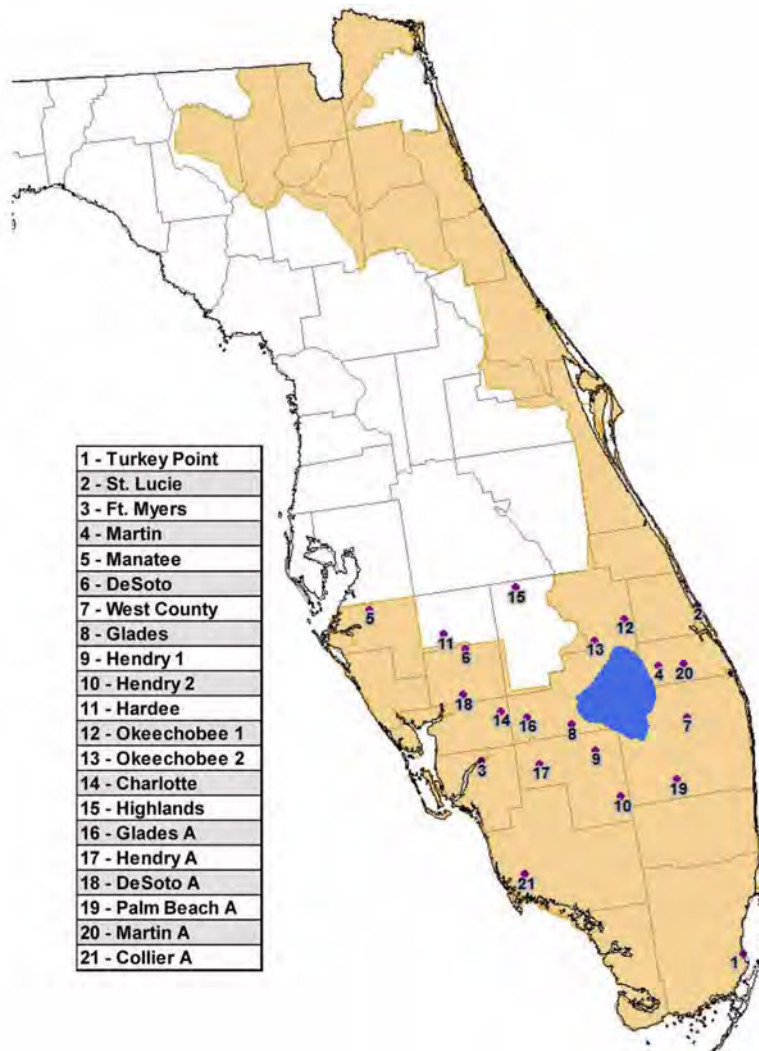 1 - Turkey Point
2 - St. Lucie
3 - Ft. Myers
4 - Martin
5 - Manatee
6 - DeSoto
7 - West County
8 - Glades
9 - Hendry 1
10 - Hendry 2
11 - Hardee
12 - Okeechobee 1
13 - Okeechobee 2
14 - Charlotte
15 - Highlands
16 - Glades A
17 - Hendry A
18 - DeSoto A
19 - Palm Beach A
20 - Martin A
21 - Collier A
15
5
2
12
11
13
6
4
20
18
14
16
8
7
9
3
17
19
10
21
1